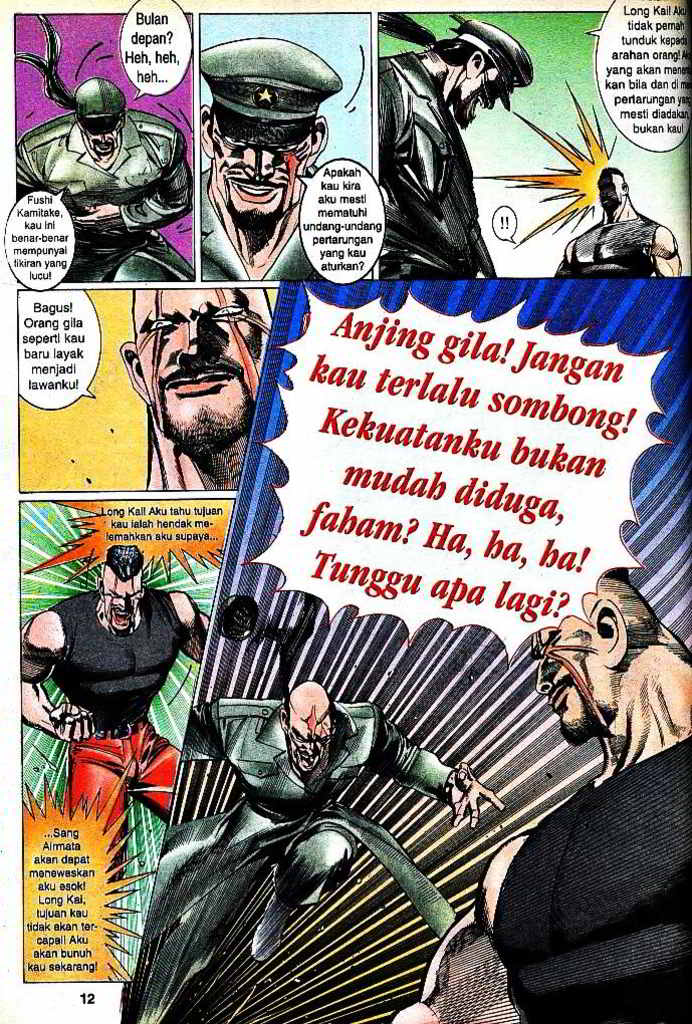 Bulan
depan?
Heh, heh,
heh...
Fushi
Kamitake,
kau ini
benar-benar
mempunyai
fikiran yang
lucu!
Apakah
kau kira
aku mesti
mematuhi
undang-undang
pertarungan
yang kau
aturkan?
Long Kai! Aku
tidak pernah
tunduk kepada
arahan orang!
yang akan
kan bila dan di
pertarungan
mesti diadakan,
bukan kau!
!!
Bagus!
Orang gila
seperti kau
baru layak
menjadi
lawanku!
Anjing gila! Jangan
kau terlalu sombong!
Kekuatanku bukan
mudah diduga,
faham? Ha, ha, ha!
Tunggu apa lagi?
Long Kai! Aku tahu tujuan
kau ialah hendak me-
lemahkan aku supaya...
...Sang
Airmata
akan dapat
menewaskan
aku esok!
Long Kai,
tujuan kau
tidak akan ter-
capai! Aku
akan bunuh
kau sekarang!
12